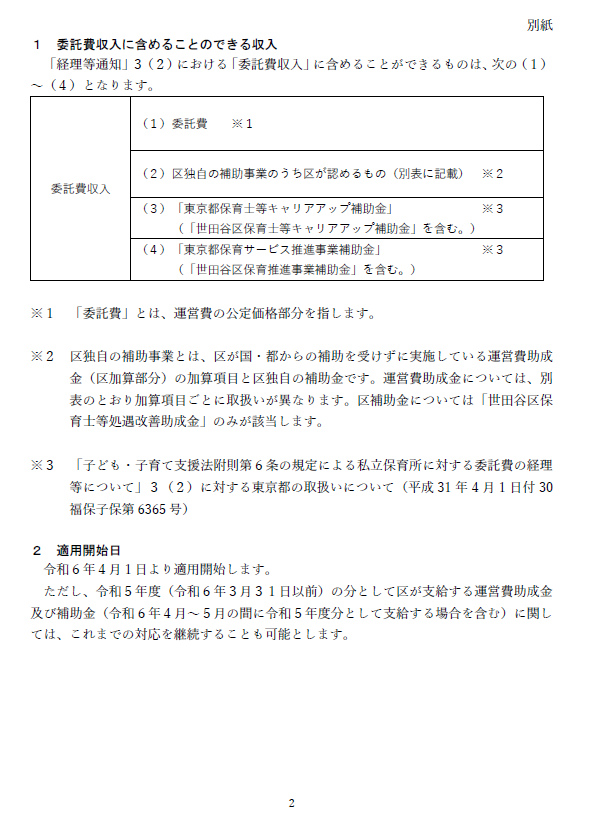 別紙
１　委託費収入に含めることのできる収入
「経理等通知」３（２）における「委託費収入」に含めることができるものは、次の（１）
～（４）となります。
委託費収入
（１）委託費　　※１
（２）区独自の補助事業のうち区が認めるもの（別表に記載）　※２
（３）「東京都保育士等キャリアアップ補助金」　※３
（「世田谷区保育士等キャリアアップ補助金」を含む。）
（４）「東京都保育サービス推進事業補助金」　※３
（「世田谷区保育推進事業補助金」を含む。）
※１　「委託費」とは、運営費の公定価格部分を指します。
※２　区独自の補助事業とは、区が国・都からの補助を受けずに実施している運営費助成
金（区加算部分）の加算項目と区独自の補助金です。運営費助成金については、別
表のとおり加算項目ごとに取扱いが異なります。区補助金については「世田谷区保
育士等処遇改善助成金」のみが該当します。
※３　「子ども・子育て支援法附則第６条の規定による私立保育所に対する委託費の経理
等について」３（２）に対する東京都の取扱いについて（平成 31 年４月１日付 30
福保子保第 6365 号）
２　適用開始日
令和６年４月１日より適用開始します。
ただし、令和５年度（令和６年３月３１日以前）の分として区が支給する運営費助成金
及び補助金（令和６年４月～５月の間に令和５年度分として支給する場合を含む）に関し
ては、これまでの対応を継続することも可能とします。
2